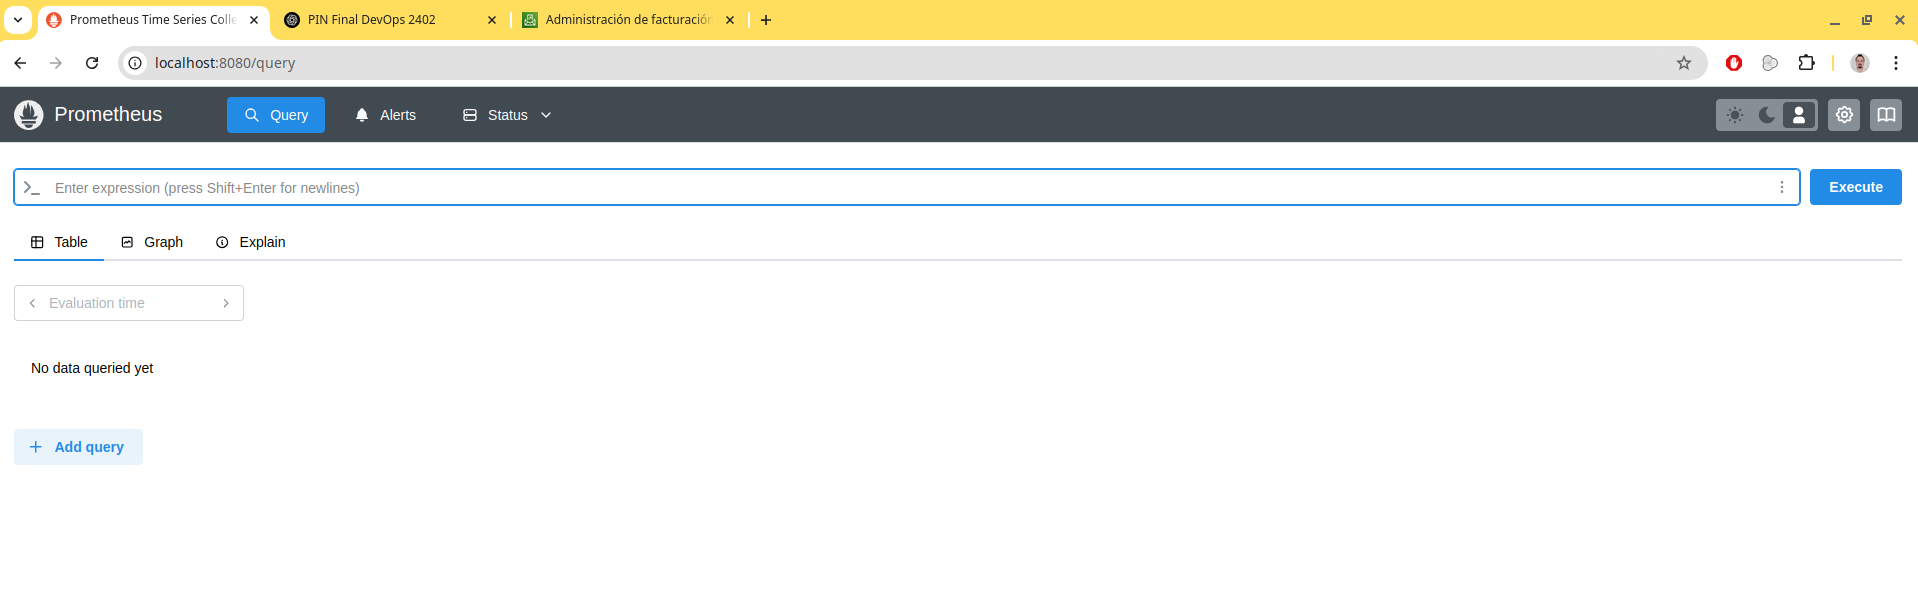 Prometheus Time Series Colle
PIN Final DevOps 2402
Administración de facturación
localhost:8080/query
Prometheus
Query
Alerts
Status
Enter expression (press Shift+Enter for newlines)
Execute
Table
Graph
Explain
Evaluation time
No data queried yet
Add query